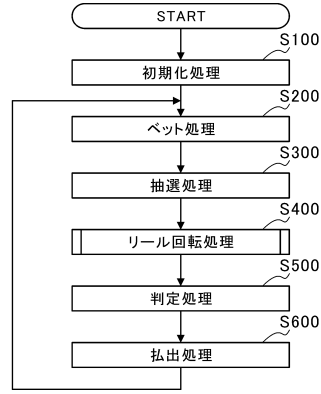 START
S100
初期化処理
S200
ベット処理
S300
抽選処理
S400
リール回転処理
S500
判定処理
S600
払出処理